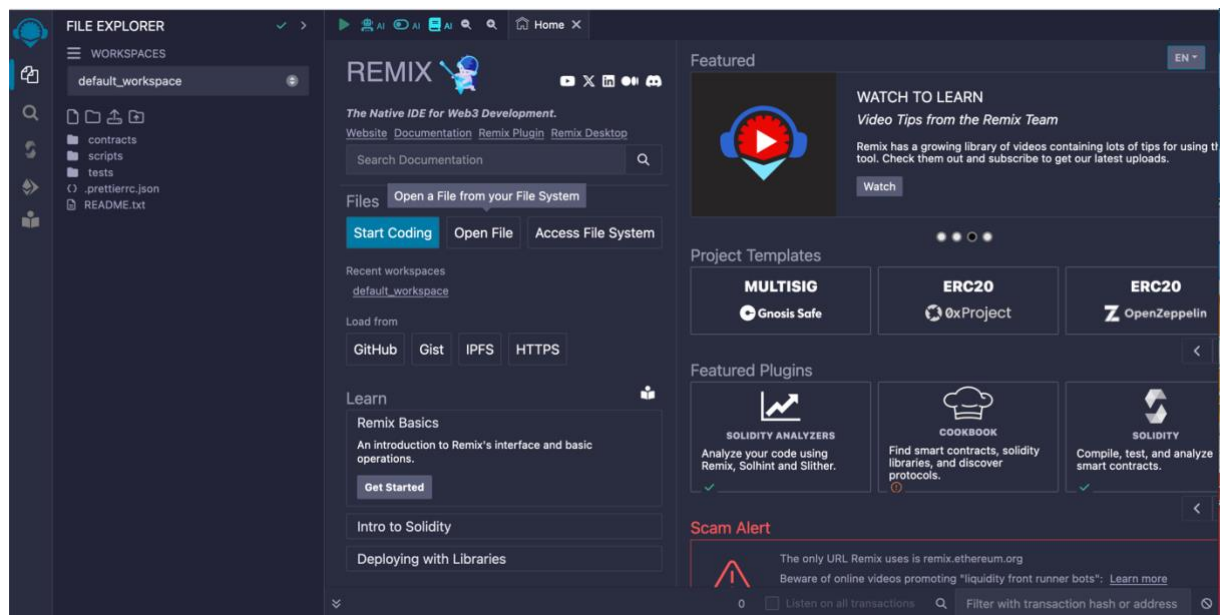 FILE EXPLORER
WORKSPACES
default_workspace
contracts
scripts
tests
.prettierrc.json
README.txt
AI
AI
AI
Home
REMIX
The Native IDE for Web3 Development.
Website Documentation Remix Plugin Remix Desktop
Search Documentation
Files
Open a File from your File System
Start Coding Open File Access File System
Recent workspaces
default_workspace
Load from
GitHub Gist IPFS HTTPS
Learn
Remix Basics
An introduction to Remix's interface and basic
operations.
Get Started
Intro to Solidity
Deploying with Libraries
Featured
EN
WATCH TO LEARN
Video Tips from the Remix Team
Remix has a growing library of videos containing lots of tips for using th
tool. Check them out and subscribe to get our latest uploads.
Watch
Project Templates
MULTISIG
Gnosis Safe
ERC20
0xProject
ERC20
OpenZeppelin
Featured Plugins
SOLIDITY ANALYZERS
Analyze your code using
Remix, Solhint and Slither.
COOKBOOK
Find smart contracts, solidity
libraries, and discover
protocols.
SOLIDITY
Compile, test, and analyze
smart contracts.
Scam Alert
The only URL Remix uses is remix.ethereum.org
Beware of online videos promoting "liquidity front runner bots": Learn more
0 Listen on all transactions Filter with transaction hash or address